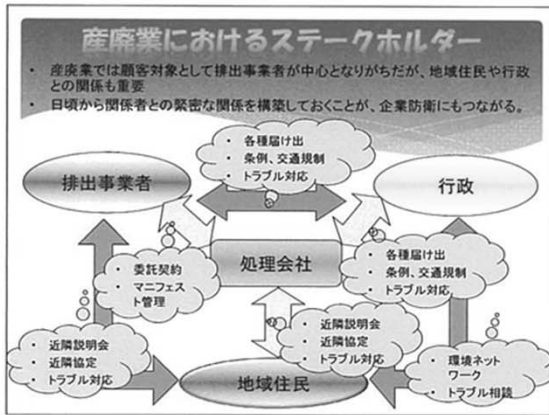 産廃業におけるステークホルダー
• 産廃業では顧客対象として排出事業者が中心となりがちだが、地域住民や行政
との関係も重要
• 日頃から関係者との緊密な関係を構築しておくことが、企業防衛にもつながる。
• 各種届け出
• 条例、交通規制
• トラブル対応
排出事業者
行政
• 委託契約
• マニフェス
ト管理
処理会社
• 各種届け出
• 条例、交通規制
• トラブル対応
• 近隣説明会
• 近隣協定
• トラブル対応
• 近隣説明会
• 近隣協定
• トラブル対応
• 環境ネット
ワーク
• トラブル相談
地域住民